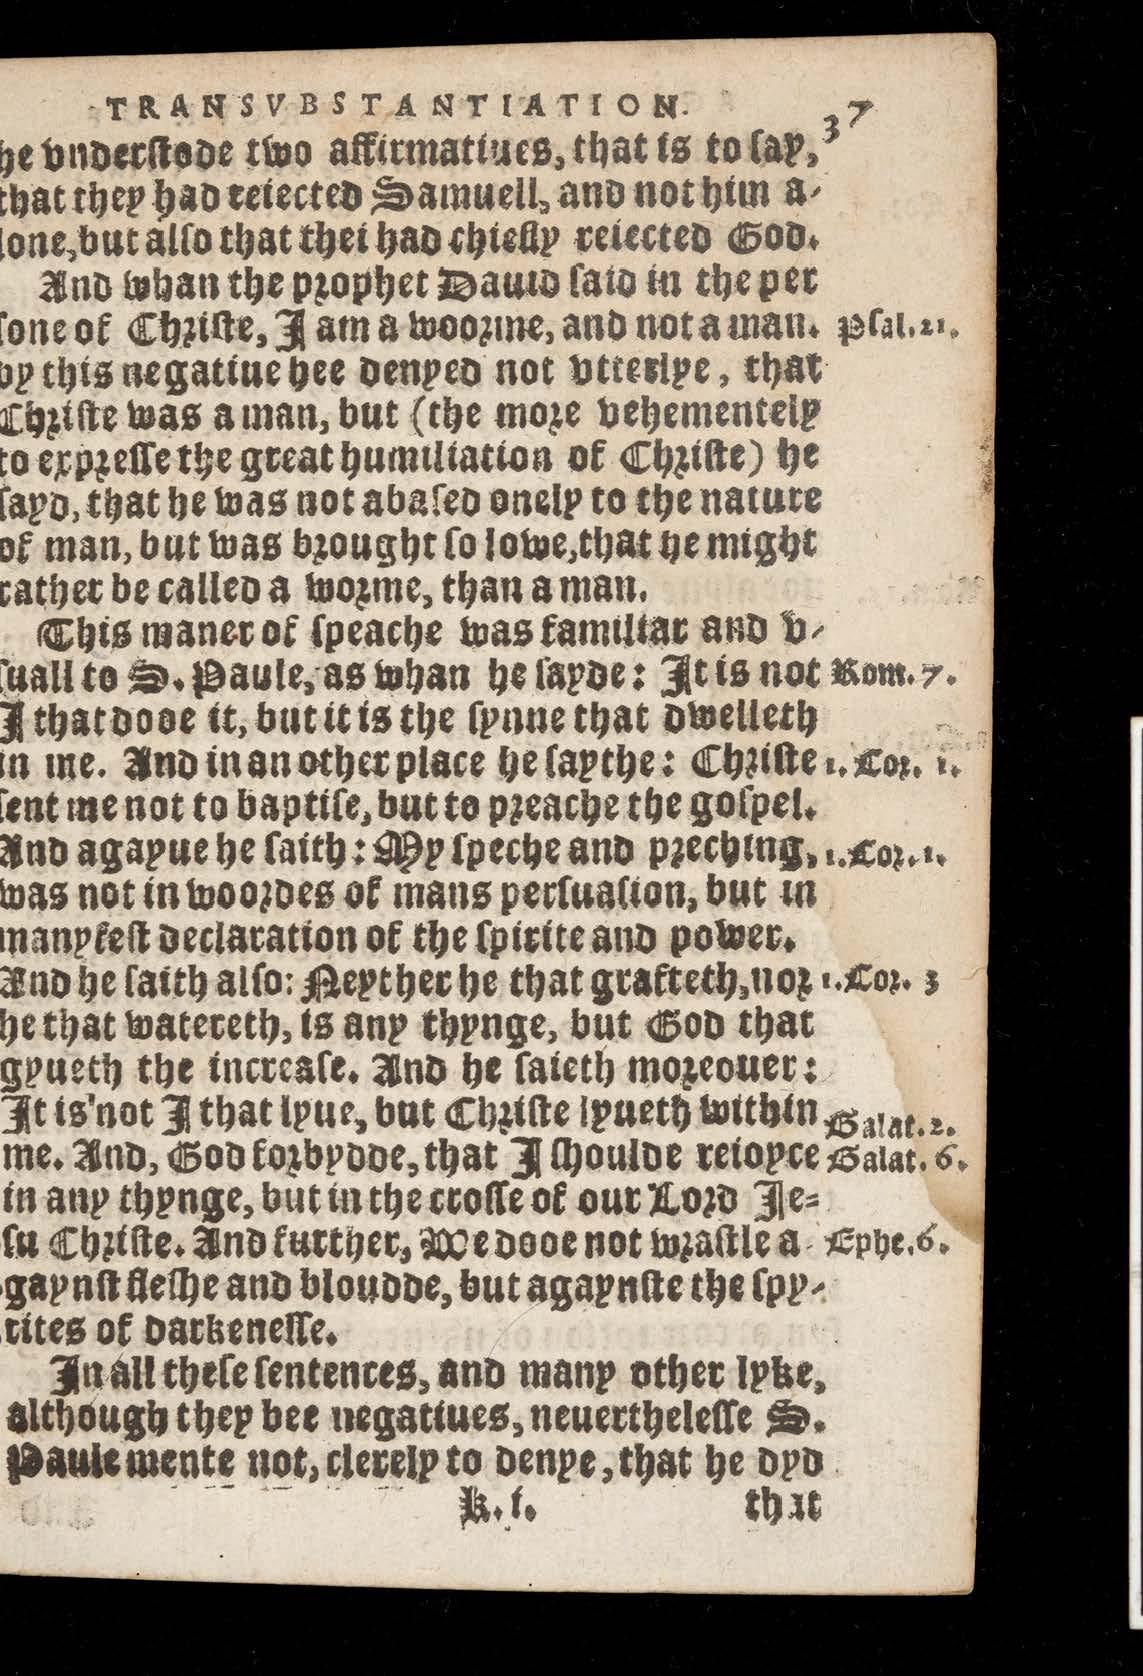 TRANSVBSTANTIATION. 37
he vnderstode two affirmatiues, that is to say,
that they had reiected Samuell, and not him a-
lone, but also that thei had chiefly reiected God.
And whan the prophet Dauid said in the per
sone of Christe, I am a woorme, and not a man. Psal. 21.
by this negatiue hee denyed not vtterlye, that
Christe was a man, but (the more vehementely
to expresse the great humiliation of Christe) he
sayd, that he was not abased onely to the nature
of man, but was brought so lowe, that he might
rather be called a worme, than a man.
This maner of speache was familiar and v-
suall to S. Paule, as whan he sayde: It is not Rom. 7.
I that dooe it, but it is the synne that dwelleth
in me. And in an other place he saythe: Christe 1. Cor. 1.
sent me not to baptise, but to preache the gospel.
And agayue he saith: My speche and preching, 1. Cor. 1.
was not in woordes of mans persuasion, but in
manyfest declaration of the spirite and power.
And he saith also: Neyther he that grafteth, nor 1. Cor. 3
he that watereth, is any thynge, but God that
gyueth the increase. And he saieth moreouer:
It is not I that lyue, but Christe lyueth within Galat. 2.
me. And, God forbydde, that I shoulde reioyce Galat. 6.
in any thynge, but in the crosse of our Lord Je=
su Christe. And further, We dooe not wrastle a- Ephe. 6.
gaynst fleshe and bloudde, but agaynste the spy-
rites of darkenesse.
In all these sentences, and many other lyke,
although they bee negatiues, neuerthelesse S.
Paule mente not, clerely to denye, that he dyd
k. i. that